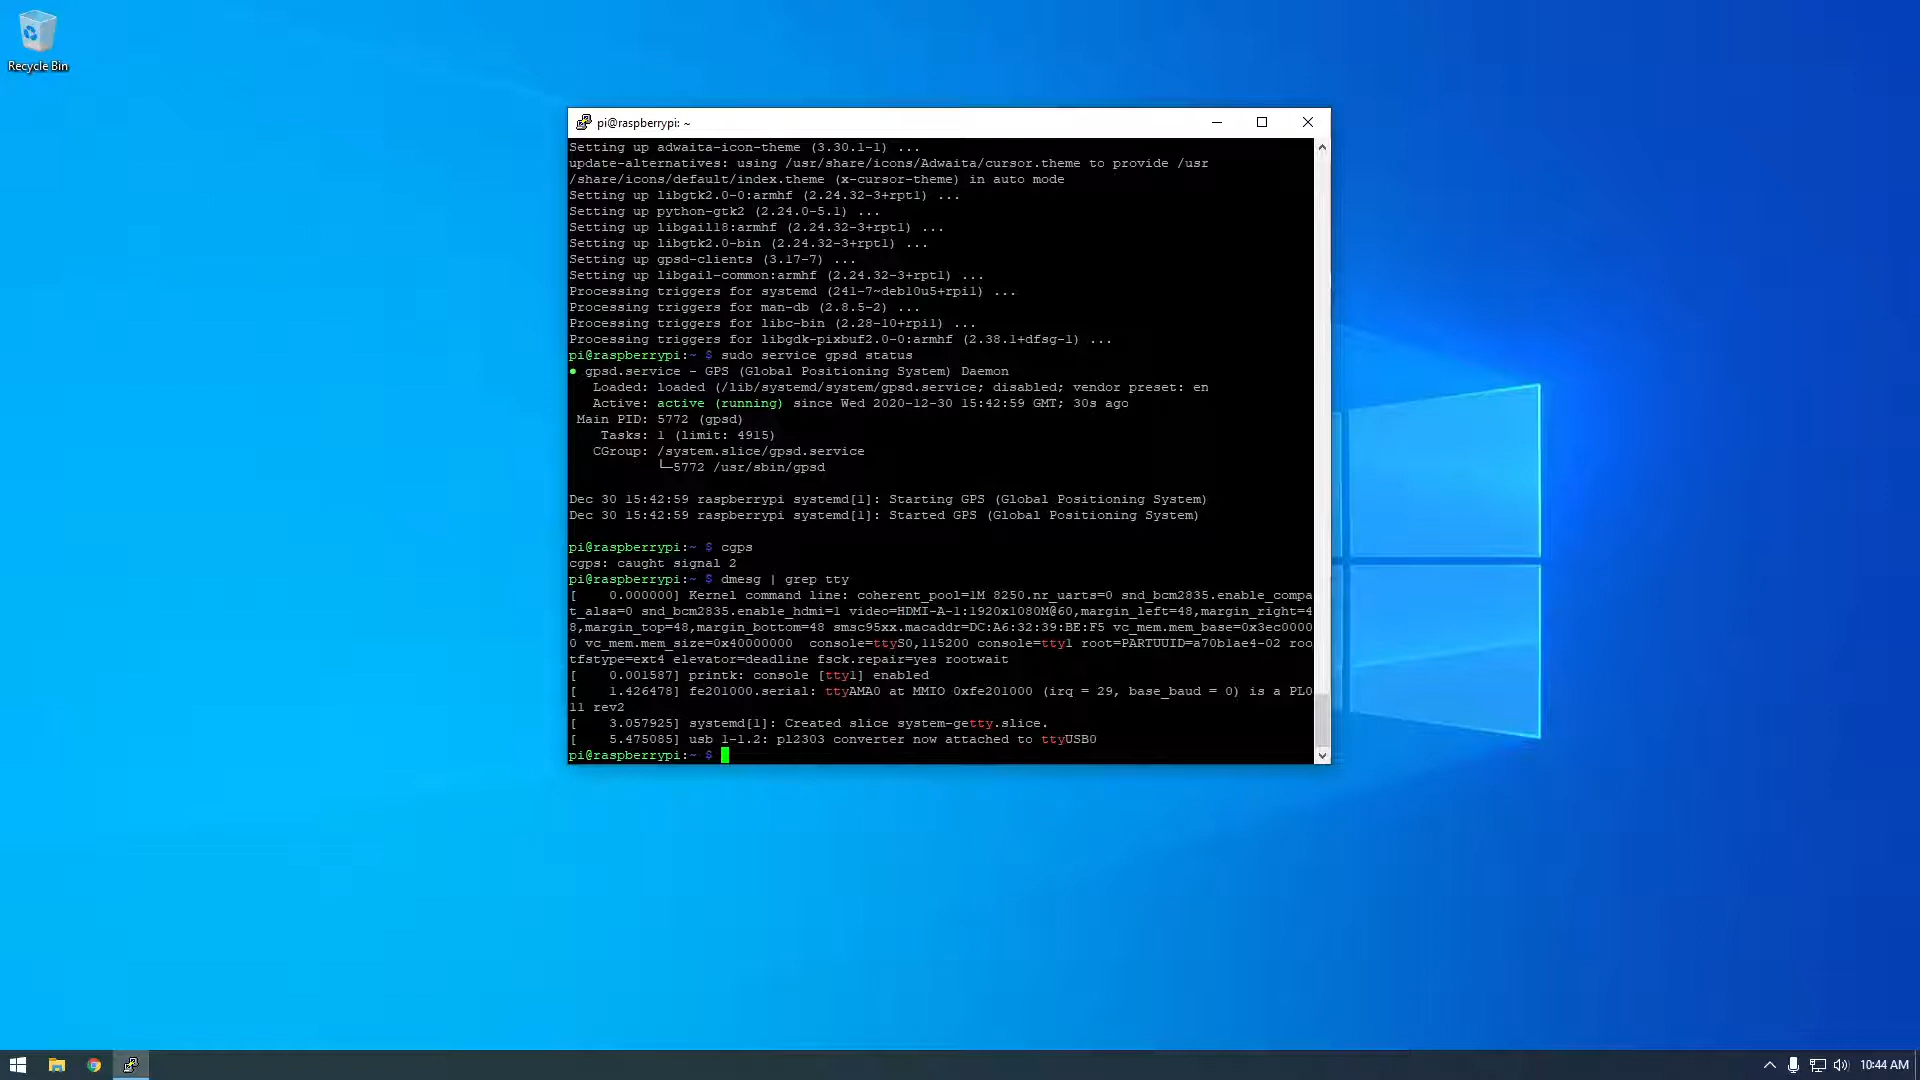 Recycle Bin
pi@raspberrypi: ~
Setting up adwaita-icon-theme (3.30.1-1) ...
update-alternatives: using /usr/share/icons/Adwaita/cursor.theme to provide /usr
/share/icons/default/index.theme (x-cursor-theme) in auto mode
Setting up libgtk2.0-0:armhf (2.24.32-3+rpt1) ...
Setting up python-gtk2 (2.24.0-5.1) ...
Setting up libgail18:armhf (2.24.32-3+rpt1) ...
Setting up libgtk2.0-bin (2.24.32-3+rpt1) ...
Setting up gpsd-clients (3.17-7) ...
Setting up libgail-common:armhf (2.24.32-3+rpt1) ...
Processing triggers for systemd (241-7~deb10u5+rpi1) ...
Processing triggers for man-db (2.8.5-2) ...
Processing triggers for libc-bin (2.28-10+rpi1) ...
Processing triggers for libgdk-pixbuf2.0-0:armhf (2.38.1+dfsg-1) ...
pi@raspberrypi:~ $ sudo service gpsd status
● gpsd.service - GPS (Global Positioning System) Daemon
   Loaded: loaded (/lib/systemd/system/gpsd.service; disabled; vendor preset: en
   Active: active (running) since Wed 2020-12-30 15:42:59 GMT; 30s ago
 Main PID: 5772 (gpsd)
    Tasks: 1 (limit: 4915)
   CGroup: /system.slice/gpsd.service
           └─5772 /usr/sbin/gpsd
Dec 30 15:42:59 raspberrypi systemd[1]: Starting GPS (Global Positioning System)
Dec 30 15:42:59 raspberrypi systemd[1]: Started GPS (Global Positioning System)
pi@raspberrypi:~ $ cgps
cgps: caught signal 2
pi@raspberrypi:~ $ dmesg | grep tty
[    0.000000] Kernel command line: coherent_pool=1M 8250.nr_uarts=0 snd_bcm2835.enable_compa
t_alsa=0 snd_bcm2835.enable_hdmi=1 video=HDMI-A-1:1920x1080M@60,margin_left=48,margin_right=4
8,margin_top=48,margin_bottom=48 smsc95xx.macaddr=DC:A6:32:39:BE:F5 vc_mem.mem_base=0x3ec0000
0 vc_mem.mem_size=0x40000000  console=ttyS0,115200 console=tty1 root=PARTUUID=a70b1ae4-02 roo
tfstype=ext4 elevator=deadline fsck.repair=yes rootwait
[    0.001587] printk: console [tty1] enabled
[    1.426478] fe201000.serial: ttyAMA0 at MMIO 0xfe201000 (irq = 29, base_baud = 0) is a PL0
11 rev2
[    3.057925] systemd[1]: Created slice system-getty.slice.
[    5.475085] usb 1-1.2: pl2303 converter now attached to ttyUSB0
pi@raspberrypi:~ $
10:44 AM